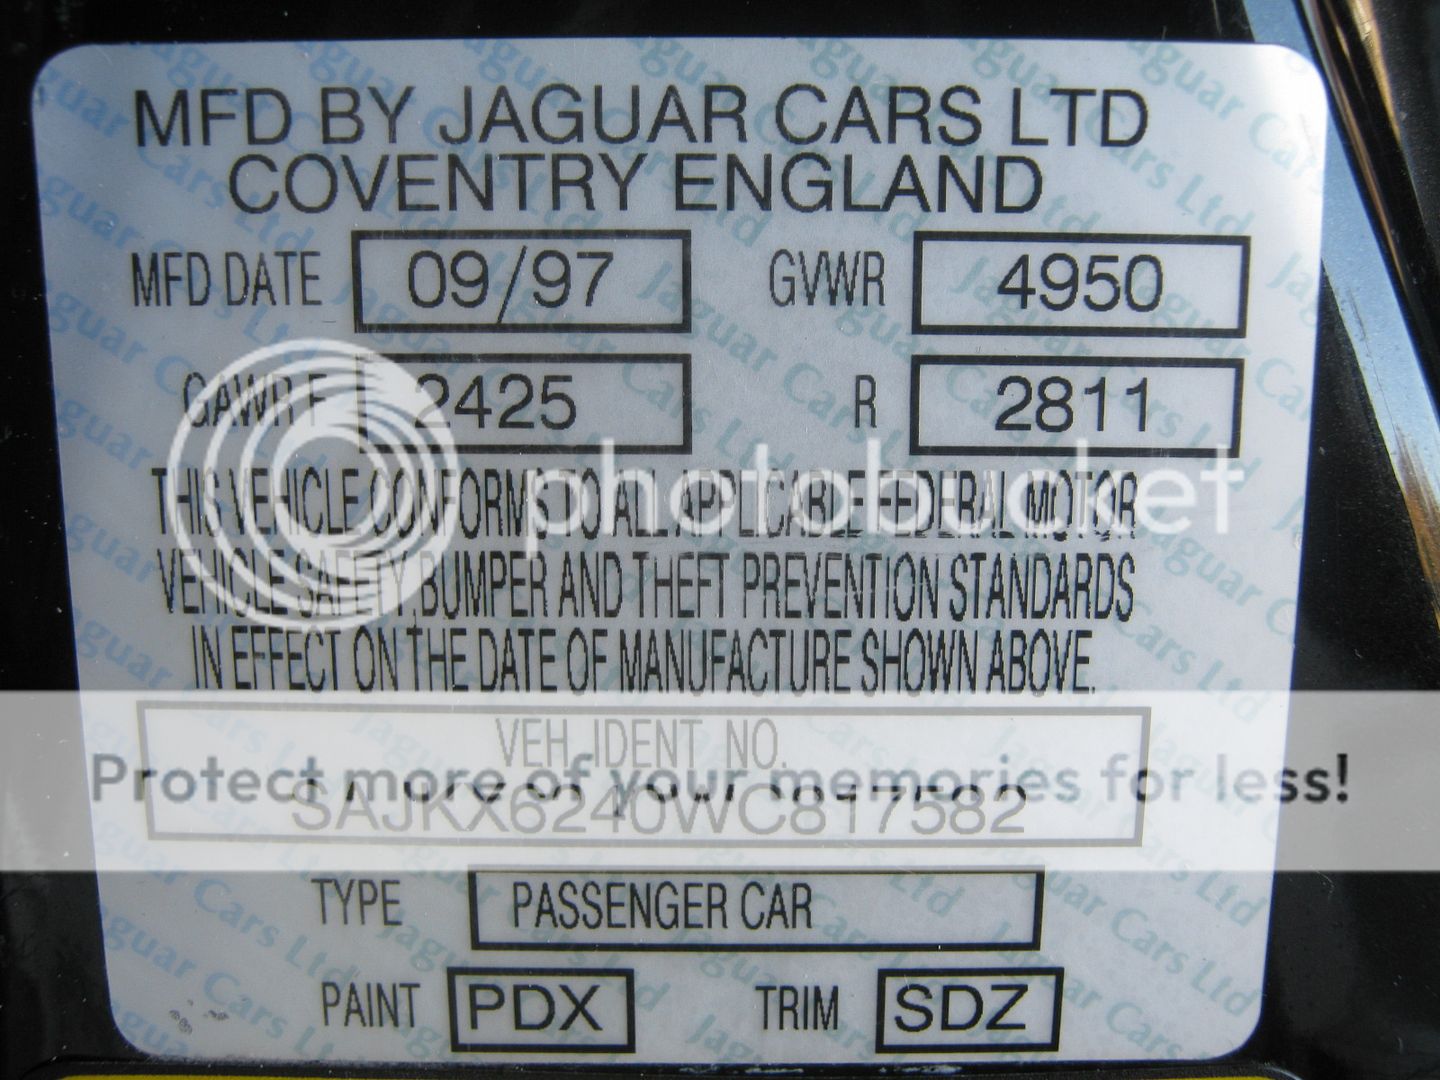 MFD BY JAGUAR CARS LTD
COVENTRY ENGLAND
MFD DATE 09/97 GVWR 4950
GAWR F 2425 R 2811
photobucket
THIS VEHICLE CONFORMS TO ALL APPLICABLE FEDERAL MOTOR
VEHICLE SAFETY, BUMPER AND THEFT PREVENTION STANDARDS
IN EFFECT ON THE DATE OF MANUFACTURE SHOWN ABOVE.
VEH. IDENT NO.
Protect more of your memories for less!
SAJKX6240WC817582
TYPE PASSENGER CAR
PAINT PDX TRIM SDZ